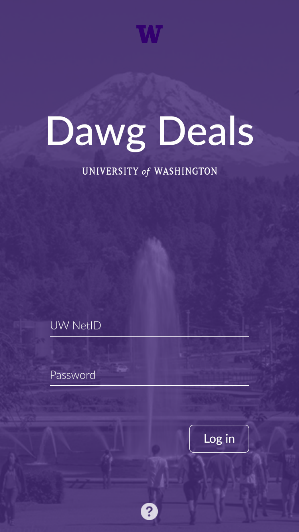 W
Dawg Deals
UNIVERSITY of WASHINGTON
UW NetID
Password
Log in
?